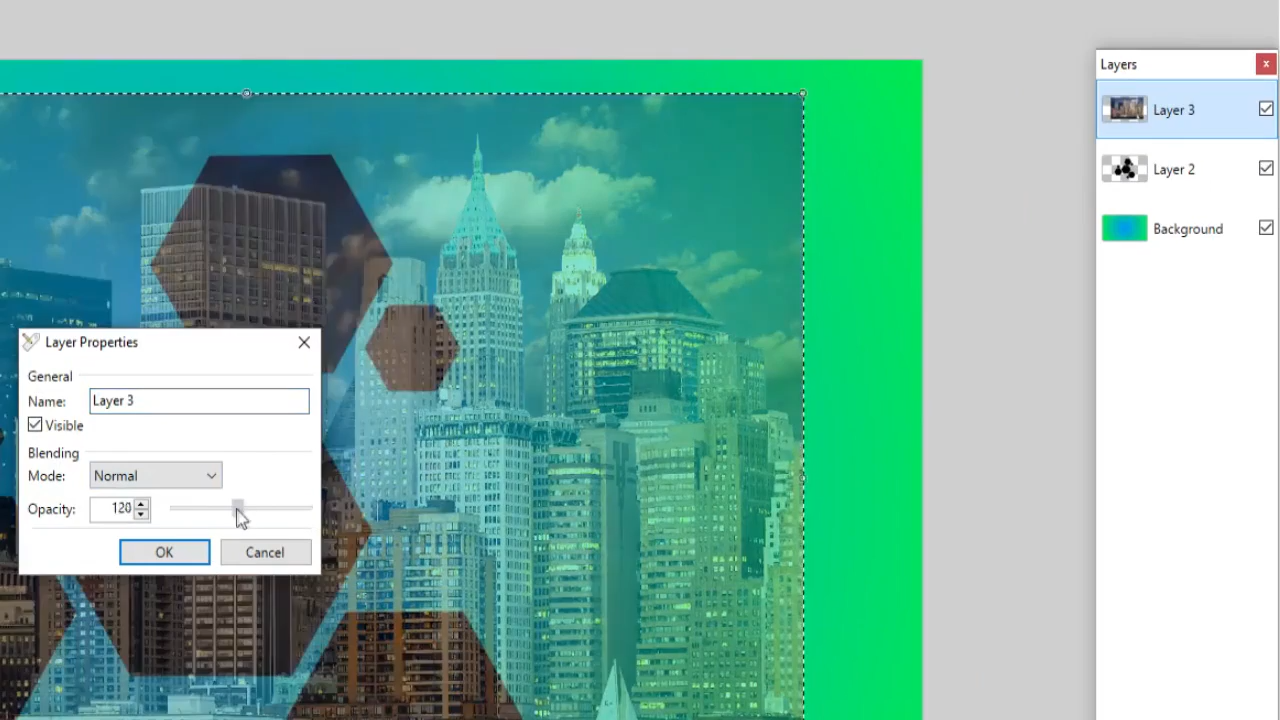 Layers
x
Layer 3
Layer 2
Background
Layer Properties
General
Name: Layer 3
Visible
Blending
Mode: Normal
Opacity: 120
OK Cancel